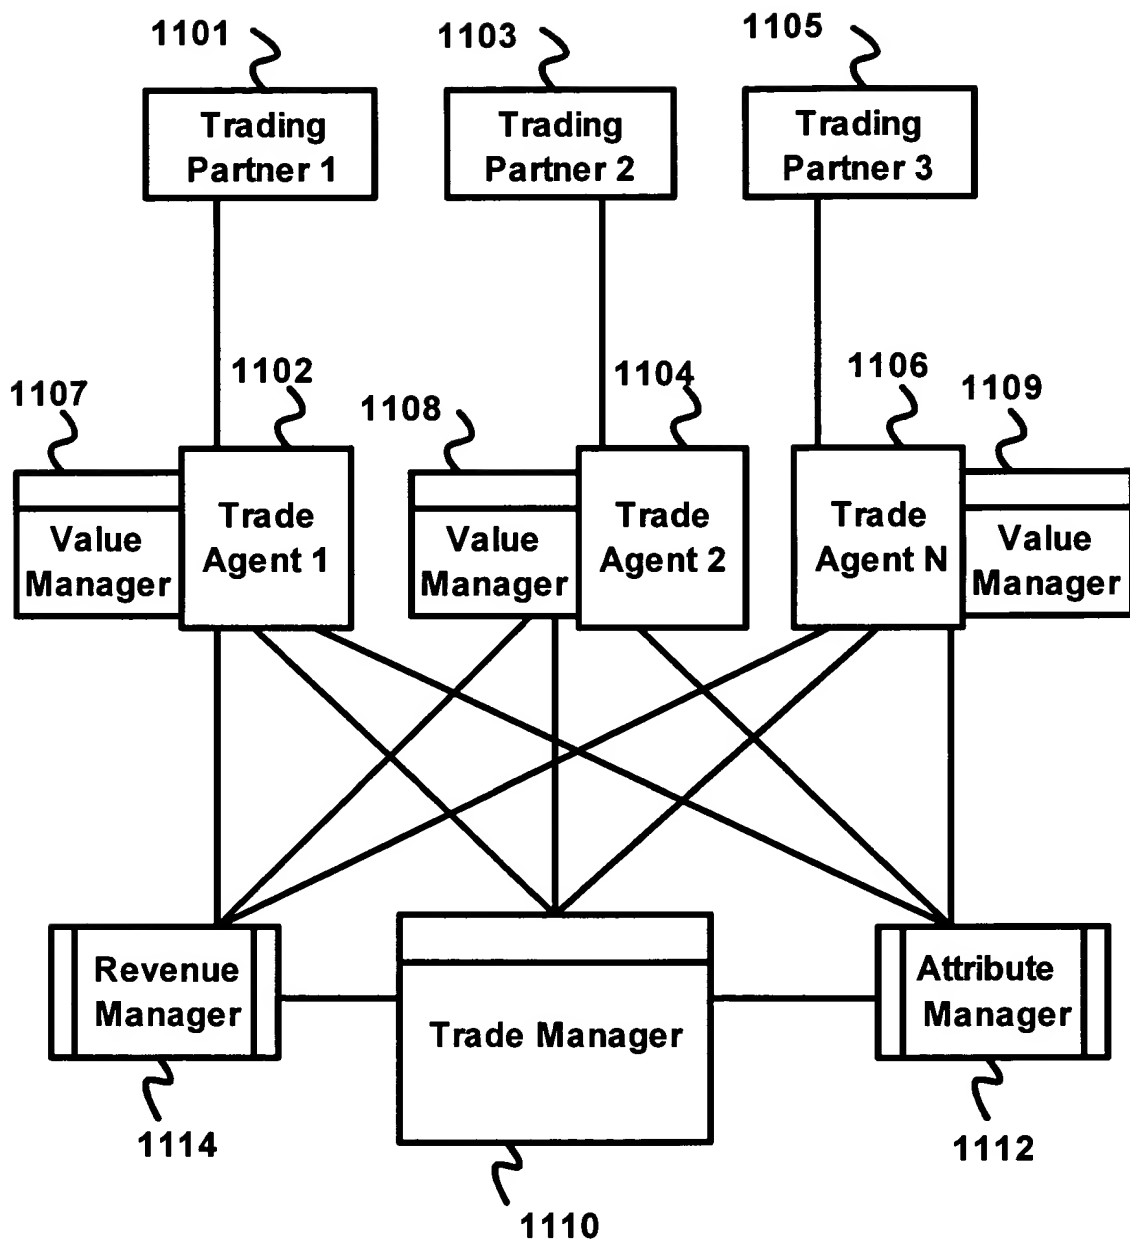 1101
1103
1105
Trading
Partner 1
Trading
Partner 2
Trading
Partner 3
1107
1102
1108
1104
1106
1109
Value
Manager
Trade
Agent 1
Value
Manager
Trade
Agent 2
Trade
Agent N
Value
Manager
Revenue
Manager
Trade Manager
Attribute
Manager
1114
1110
1112